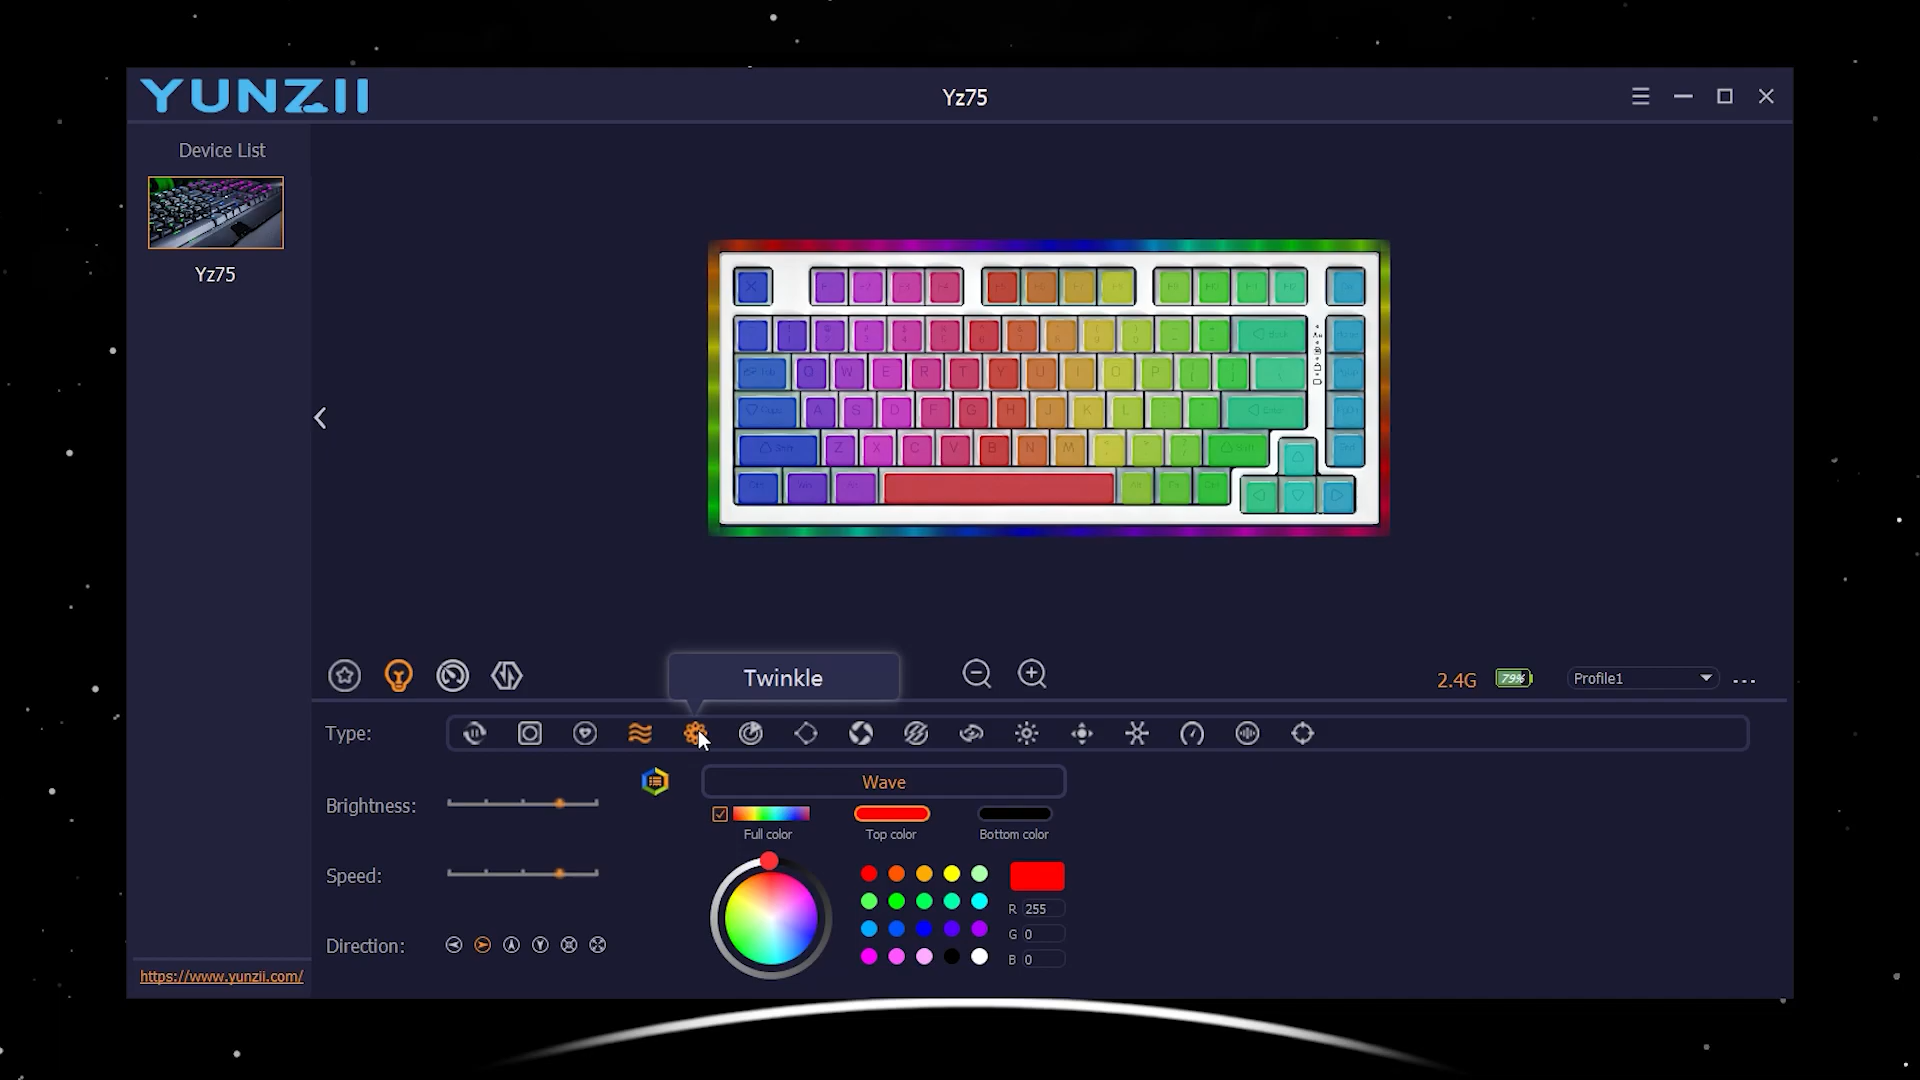 YUNZII
Yz75
Device List
Yz75
Q W E R T Y U I O P
A S D F G H J K L
Z X C V B N M
Twinkle
2.4G
79%
Profile1
...
Type:
Wave
Brightness:
Full color
Top color
Bottom color
Speed:
R 255
G 0
B 0
Direction:
https://www.yunzii.com/